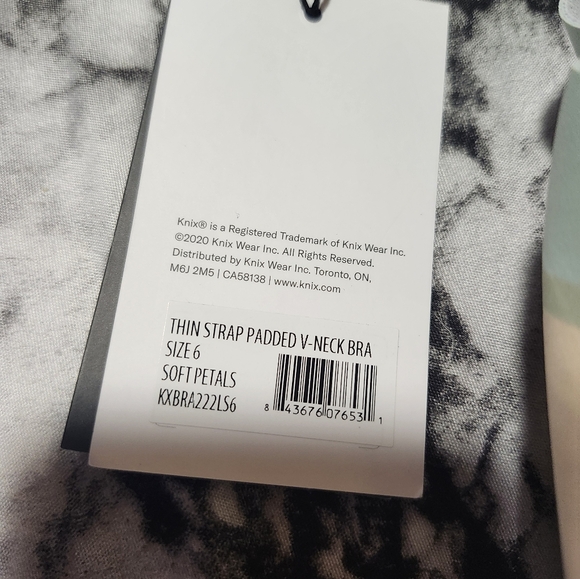 Knix® is a Registered Trademark of Knix Wear Inc.
©2020 Knix Wear Inc. All Rights Reserved.
Distributed by Knix Wear Inc. Toronto, ON,
M6J 2M5 | CA58138 | www.knix.com
THIN STRAP PADDED V-NECK BRA
SIZE 6
SOFT PETALS
KXBRA222LS6
8 43676 07653 1